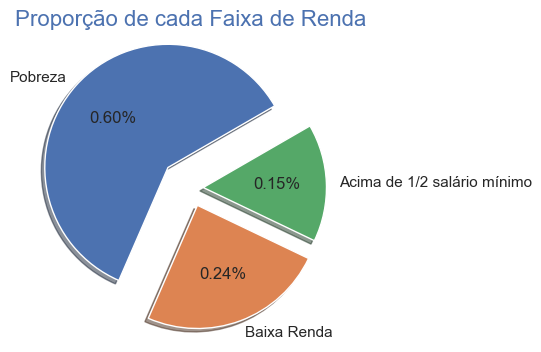 Proporção de cada Faixa de Renda
Pobreza
0.60%
0.15%
Acima de 1/2 salário mínimo
0.24%
Baixa Renda